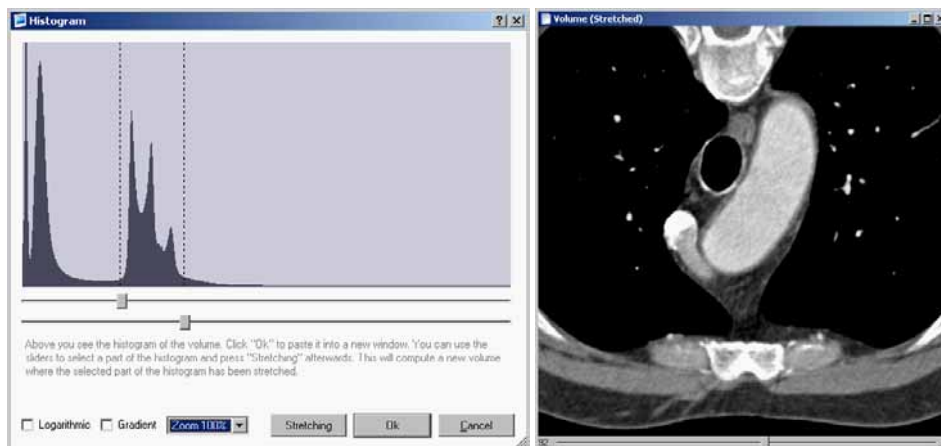 Histogram
Above you see the histogram of the volume. Click "Ok" to paste it into a new window. You can use the
sliders to select a part of the histogram and press "Stretching" afterwards. This will compute a new volume
where the selected part of the histogram has been stretched.
Logarithmic Gradient Zoom 100% Stretching Ok Cancel
Volume (Stretched)
92